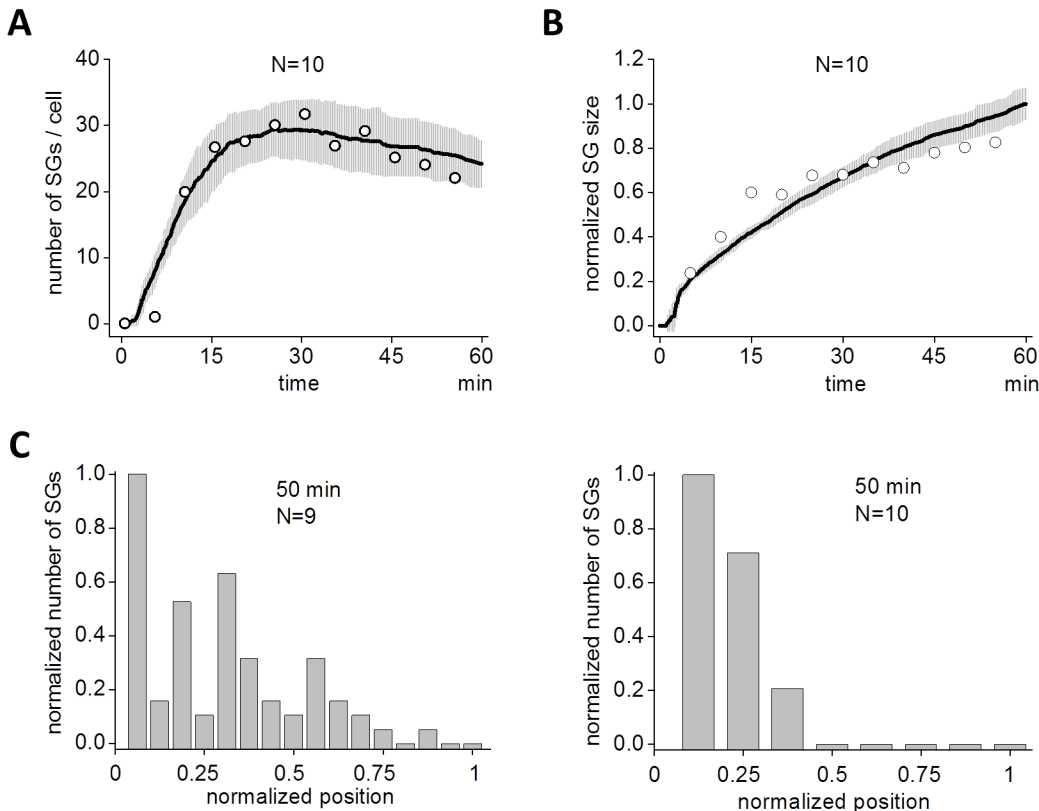 A
N=10
number of SGs / cell
40
30
20
10
0
0 15 30 45 60
time min
B
N=10
normalized SG size
1.2
1.0
0.8
0.6
0.4
0.2
0.0
0 15 30 45 60
time min
C
50 min
N=9
normalized number of SGs
1.0
0.8
0.6
0.4
0.2
0.0
0 0.25 0.5 0.75 1
normalized position
50 min
N=10
normalized number of SGs
1.0
0.8
0.6
0.4
0.2
0.0
0 0.25 0.5 0.75 1
normalized position